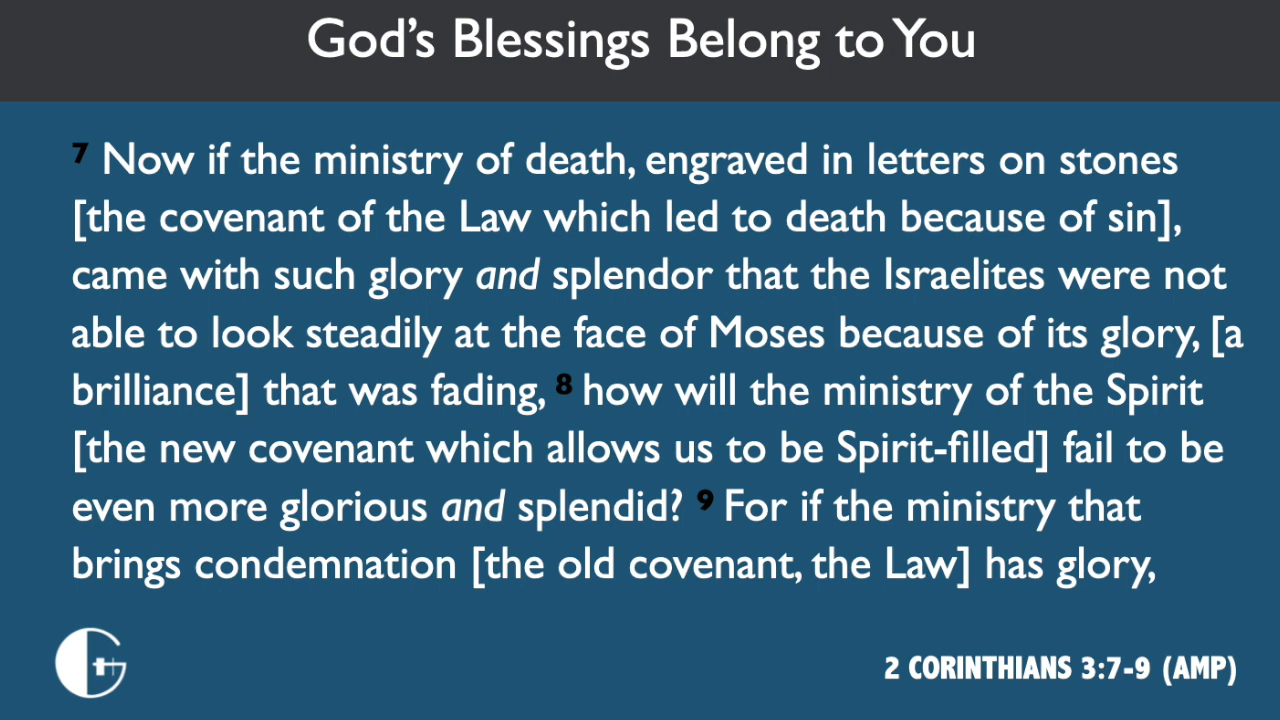 God’s Blessings Belong to You
7 Now if the ministry of death, engraved in letters on stones
[the covenant of the Law which led to death because of sin],
came with such glory and splendor that the Israelites were not
able to look steadily at the face of Moses because of its glory, [a
brilliance] that was fading, 8 how will the ministry of the Spirit
[the new covenant which allows us to be Spirit-filled] fail to be
even more glorious and splendid? 9 For if the ministry that
brings condemnation [the old covenant, the Law] has glory,
2 CORINTHIANS 3:7-9 (AMP)